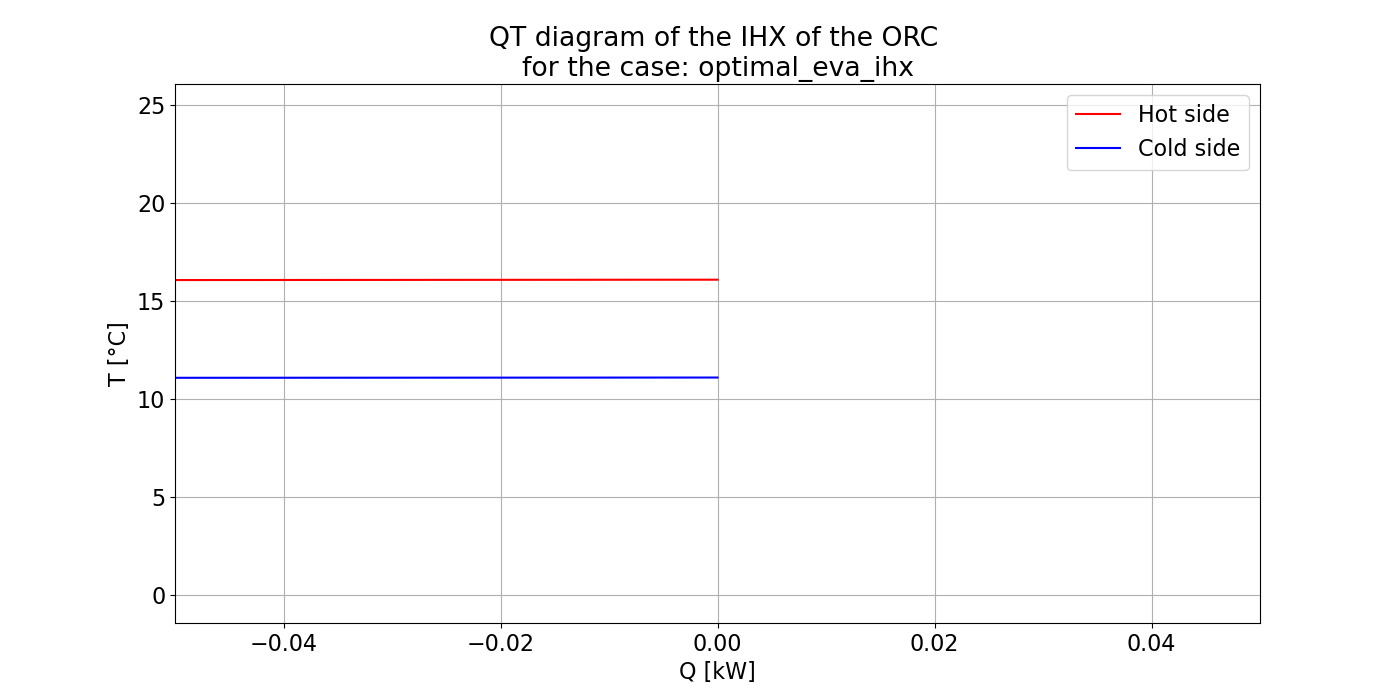 QT diagram of the IHX of the ORC
for the case: optimal_eva_ihx
Hot side
Cold side
25
20
15
10
5
0
T [°C]
−0.04
−0.02
0.00
0.02
0.04
Q [kW]